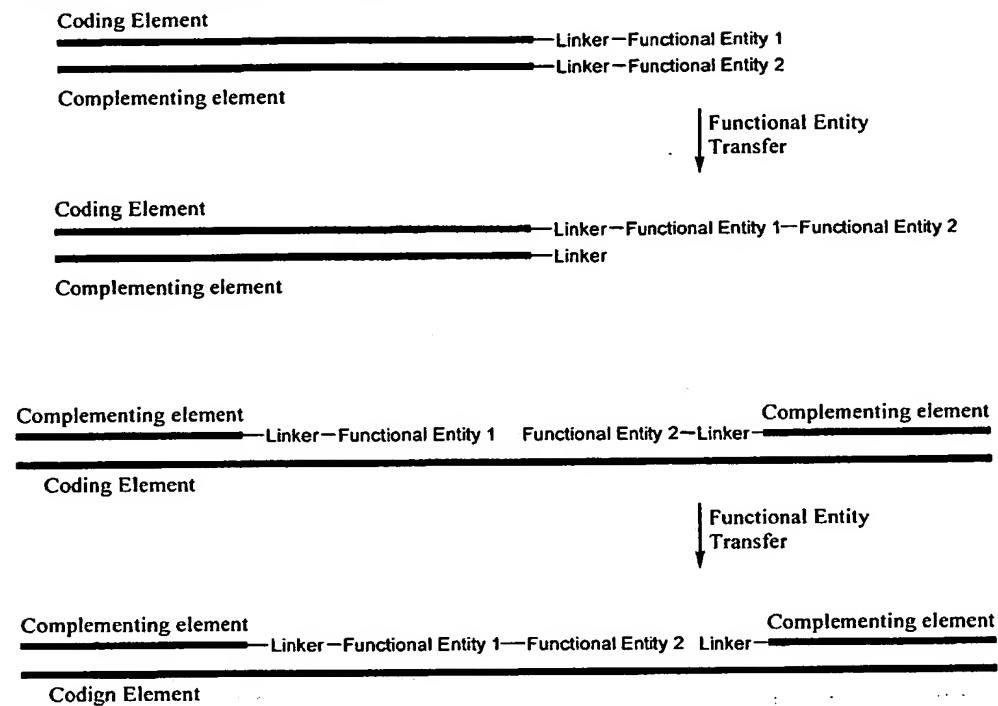 Coding Element
Linker—Functional Entity 1
Linker—Functional Entity 2
Complementing element
Functional Entity
Transfer
Coding Element
Linker—Functional Entity 1—Functional Entity 2
Linker
Complementing element
Complementing element
Linker—Functional Entity 1 Functional Entity 2—Linker
Complementing element
Coding Element
Functional Entity
Transfer
Complementing element
Linker—Functional Entity 1—Functional Entity 2 Linker
Complementing element
Codign Element